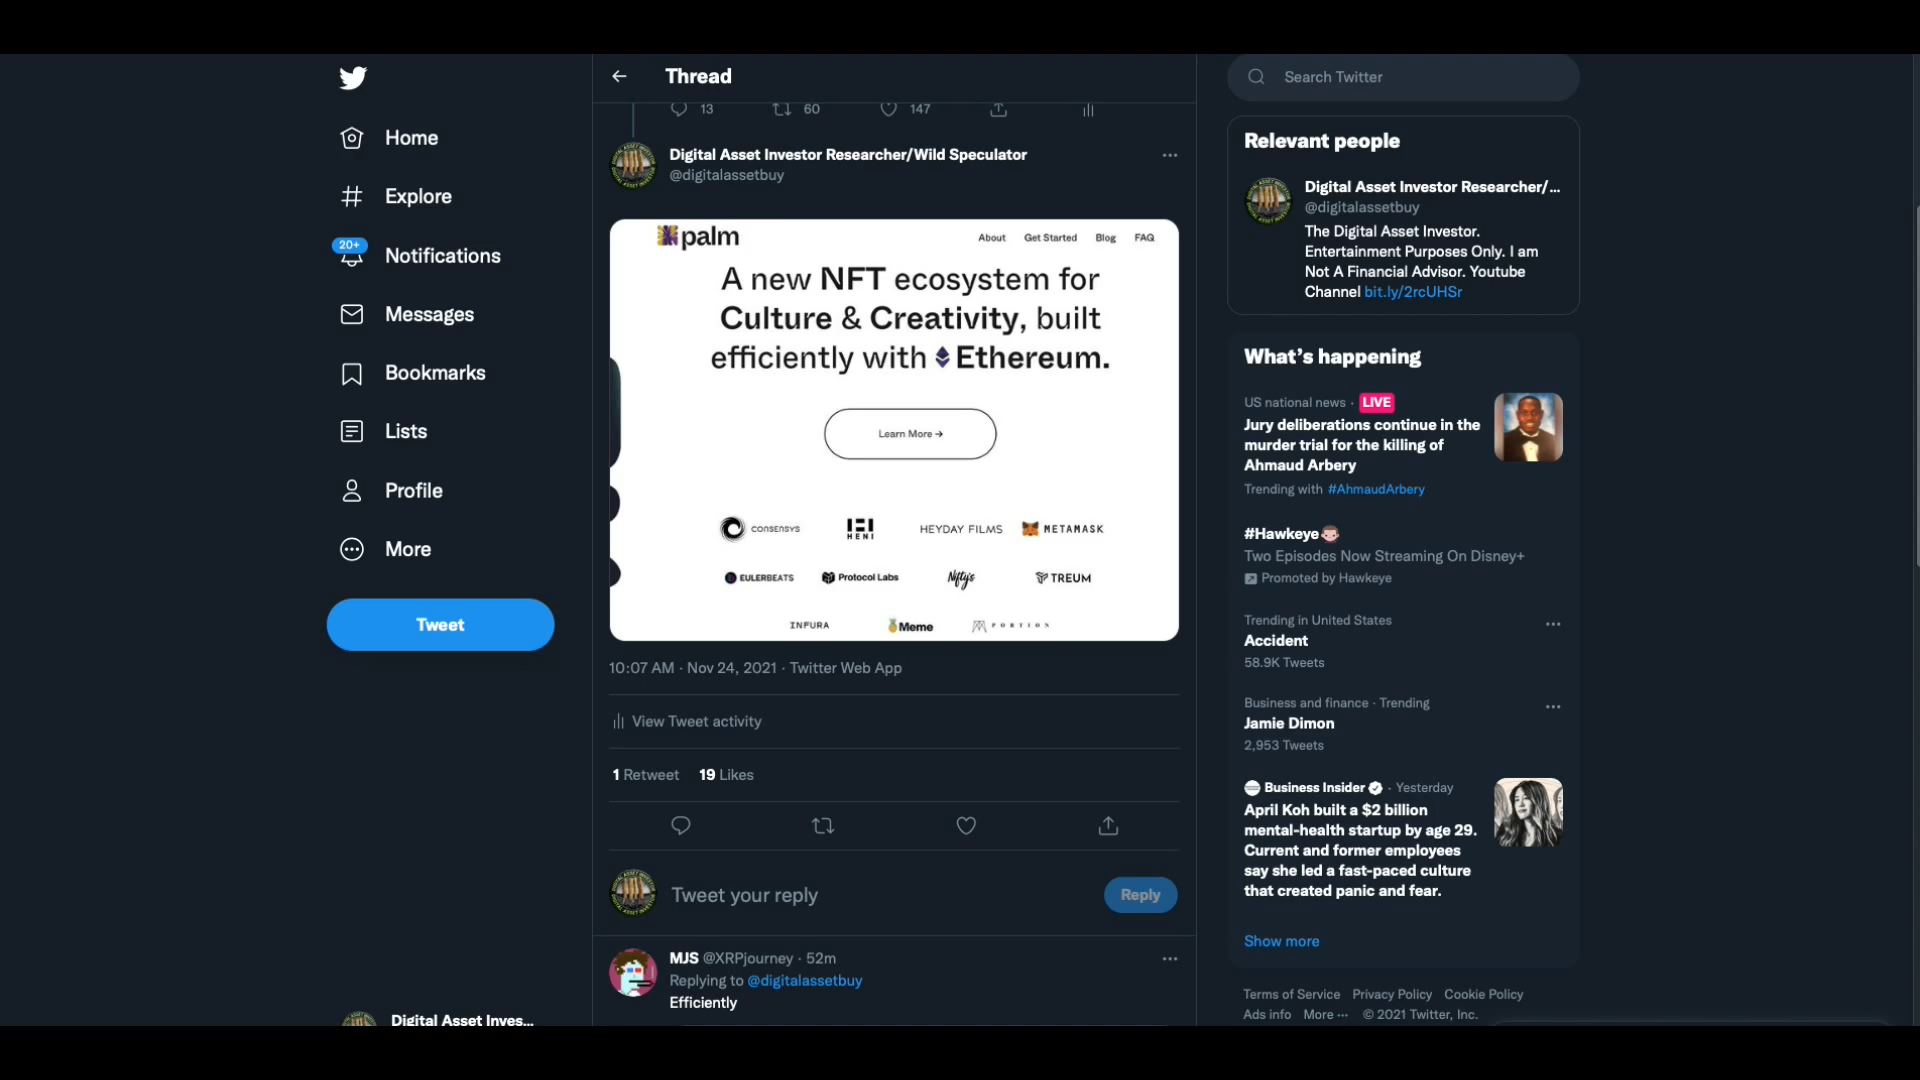 Home
Explore
20+
Notifications
Messages
Bookmarks
Lists
Profile
More
Tweet
Digital Asset Inves...
Thread
13 60 147
Digital Asset Investor Researcher/Wild Speculator
@digitalassetbuy
palm
About Get Started Blog FAQ
A new NFT ecosystem for
Culture & Creativity, built
efficiently with Ethereum.
Learn More →
CONSENSYS HENI HEYDAY FILMS METAMASK
EULERBEATS Protocol Labs Nifty's TREUM
INFURA Meme PORTION
10:07 AM · Nov 24, 2021 · Twitter Web App
View Tweet activity
1 Retweet 19 Likes
Tweet your reply
Reply
MJS @XRPjourney · 52m
Replying to @digitalassetbuy
Efficiently
Search Twitter
Relevant people
Digital Asset Investor Researcher/...
@digitalassetbuy
The Digital Asset Investor.
Entertainment Purposes Only. I am
Not A Financial Advisor. Youtube
Channel bit.ly/2rcUHSr
What's happening
US national news · LIVE
Jury deliberations continue in the
murder trial for the killing of
Ahmaud Arbery
Trending with #AhmaudArbery
#Hawkeye
Two Episodes Now Streaming On Disney+
Promoted by Hawkeye
Trending in United States
Accident
58.9K Tweets
Business and finance · Trending
Jamie Dimon
2,953 Tweets
Business Insider · Yesterday
April Koh built a $2 billion
mental-health startup by age 29.
Current and former employees
say she led a fast-paced culture
that created panic and fear.
Show more
Terms of Service Privacy Policy Cookie Policy
Ads info More ··· © 2021 Twitter, Inc.